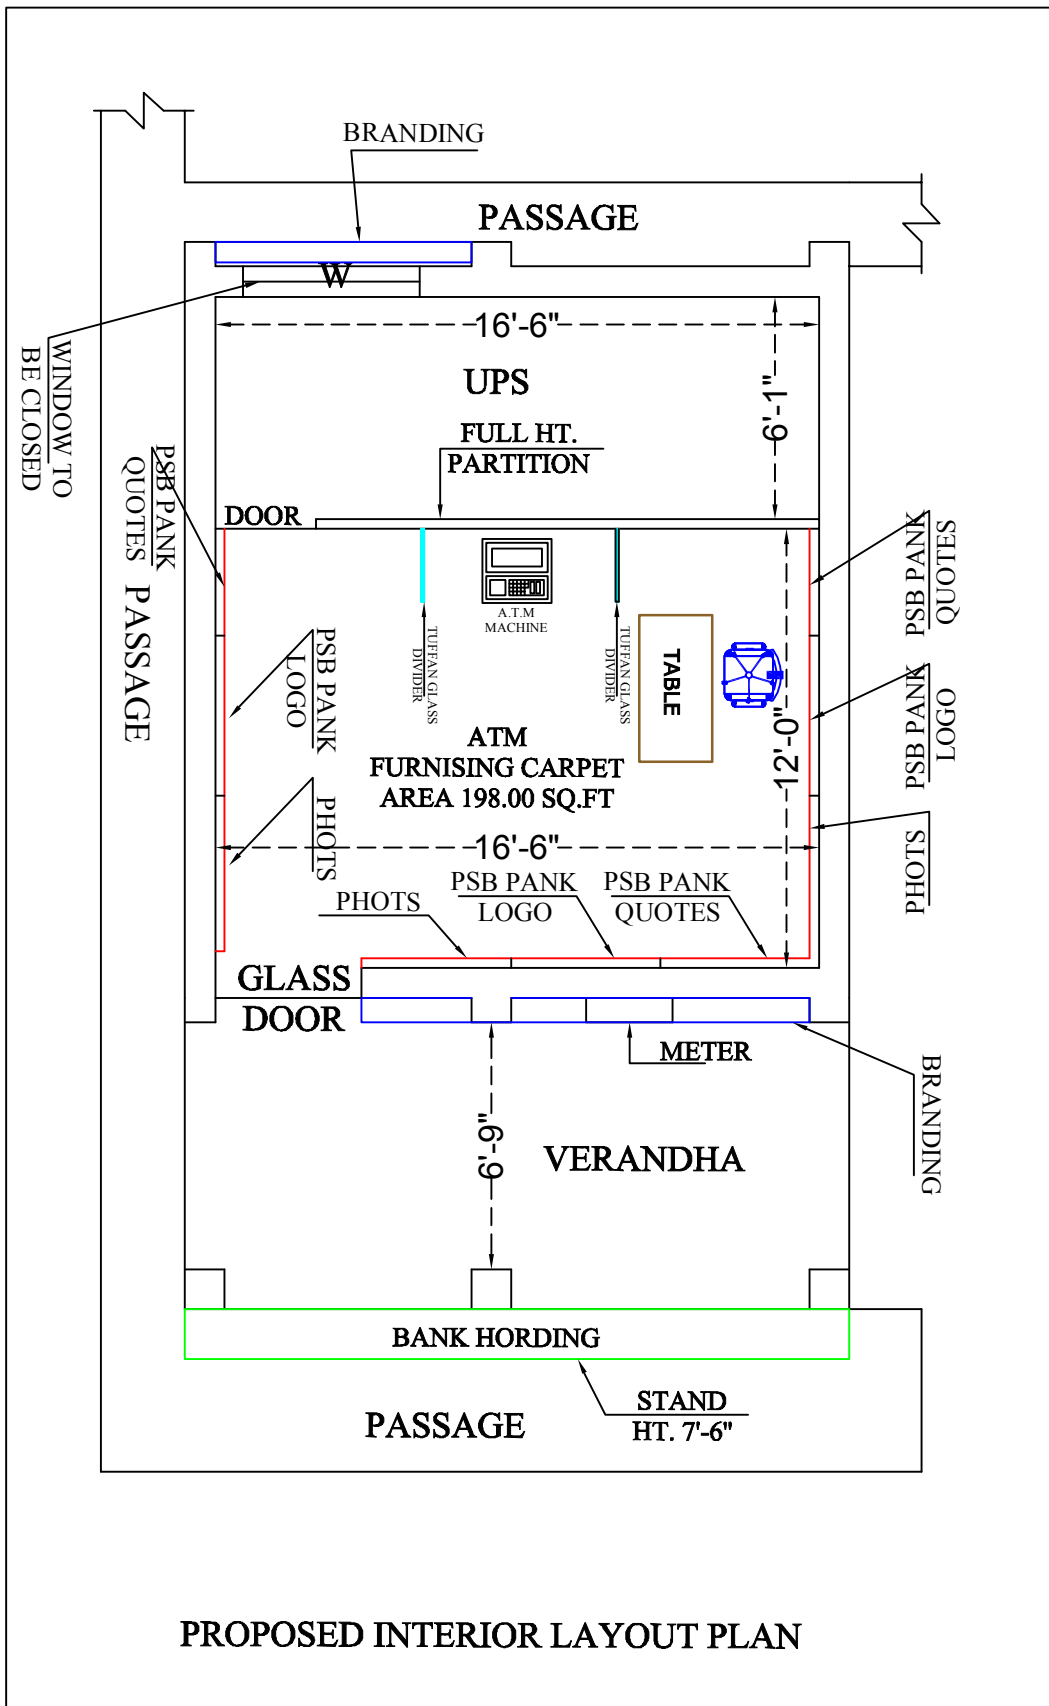 BRANDING
PASSAGE
W
16'-6"
UPS
6'-1"
WINDOW TO
BE CLOSED
FULL HT.
PARTITION
PSB PANK
QUOTES
DOOR
PSB PANK
QUOTES
A.T.M
MACHINE
TUFFAN GLASS
DIVIDER
TUFFAN GLASS
DIVIDER
TABLE
PASSAGE
PSB PANK
LOGO
PSB PANK
LOGO
12'-0"
ATM
FURNISING CARPET
AREA 198.00 SQ.FT
PHOTS
16'-6"
PHOTS
PHOTS
PSB PANK
LOGO
PSB PANK
QUOTES
GLASS
DOOR
METER
BRANDING
6'-9"
VERANDHA
BANK HORDING
STAND
HT. 7'-6"
PASSAGE
PROPOSED INTERIOR LAYOUT PLAN